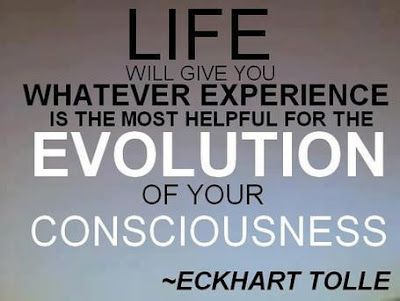 LIFE
WILL GIVE YOU
WHATEVER EXPERIENCE
IS THE MOST HELPFUL FOR THE
EVOLUTION
OF YOUR
CONSCIOUSNESS
~ECKHART TOLLE